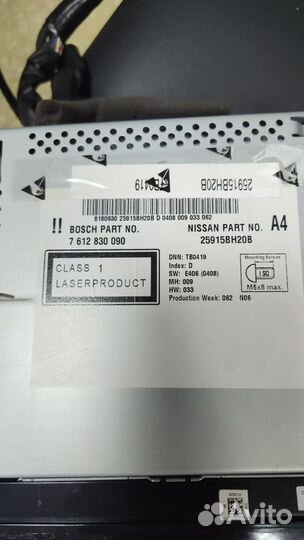 25915BH20B
TB0419
8180630 25915BH20B D 0408 009 033 062
!! BOSCH PART NO.
7 612 830 090
NISSAN PART NO.
25915BH20B
A4
CLASS 1
LASERPRODUCT
DNN: TB0419
Index: D
SW: E406 (0408)
MH: 009
HW: 033
Production Week: 062 N06
Mounting Screw
ISO
M5x8 max.
Avito